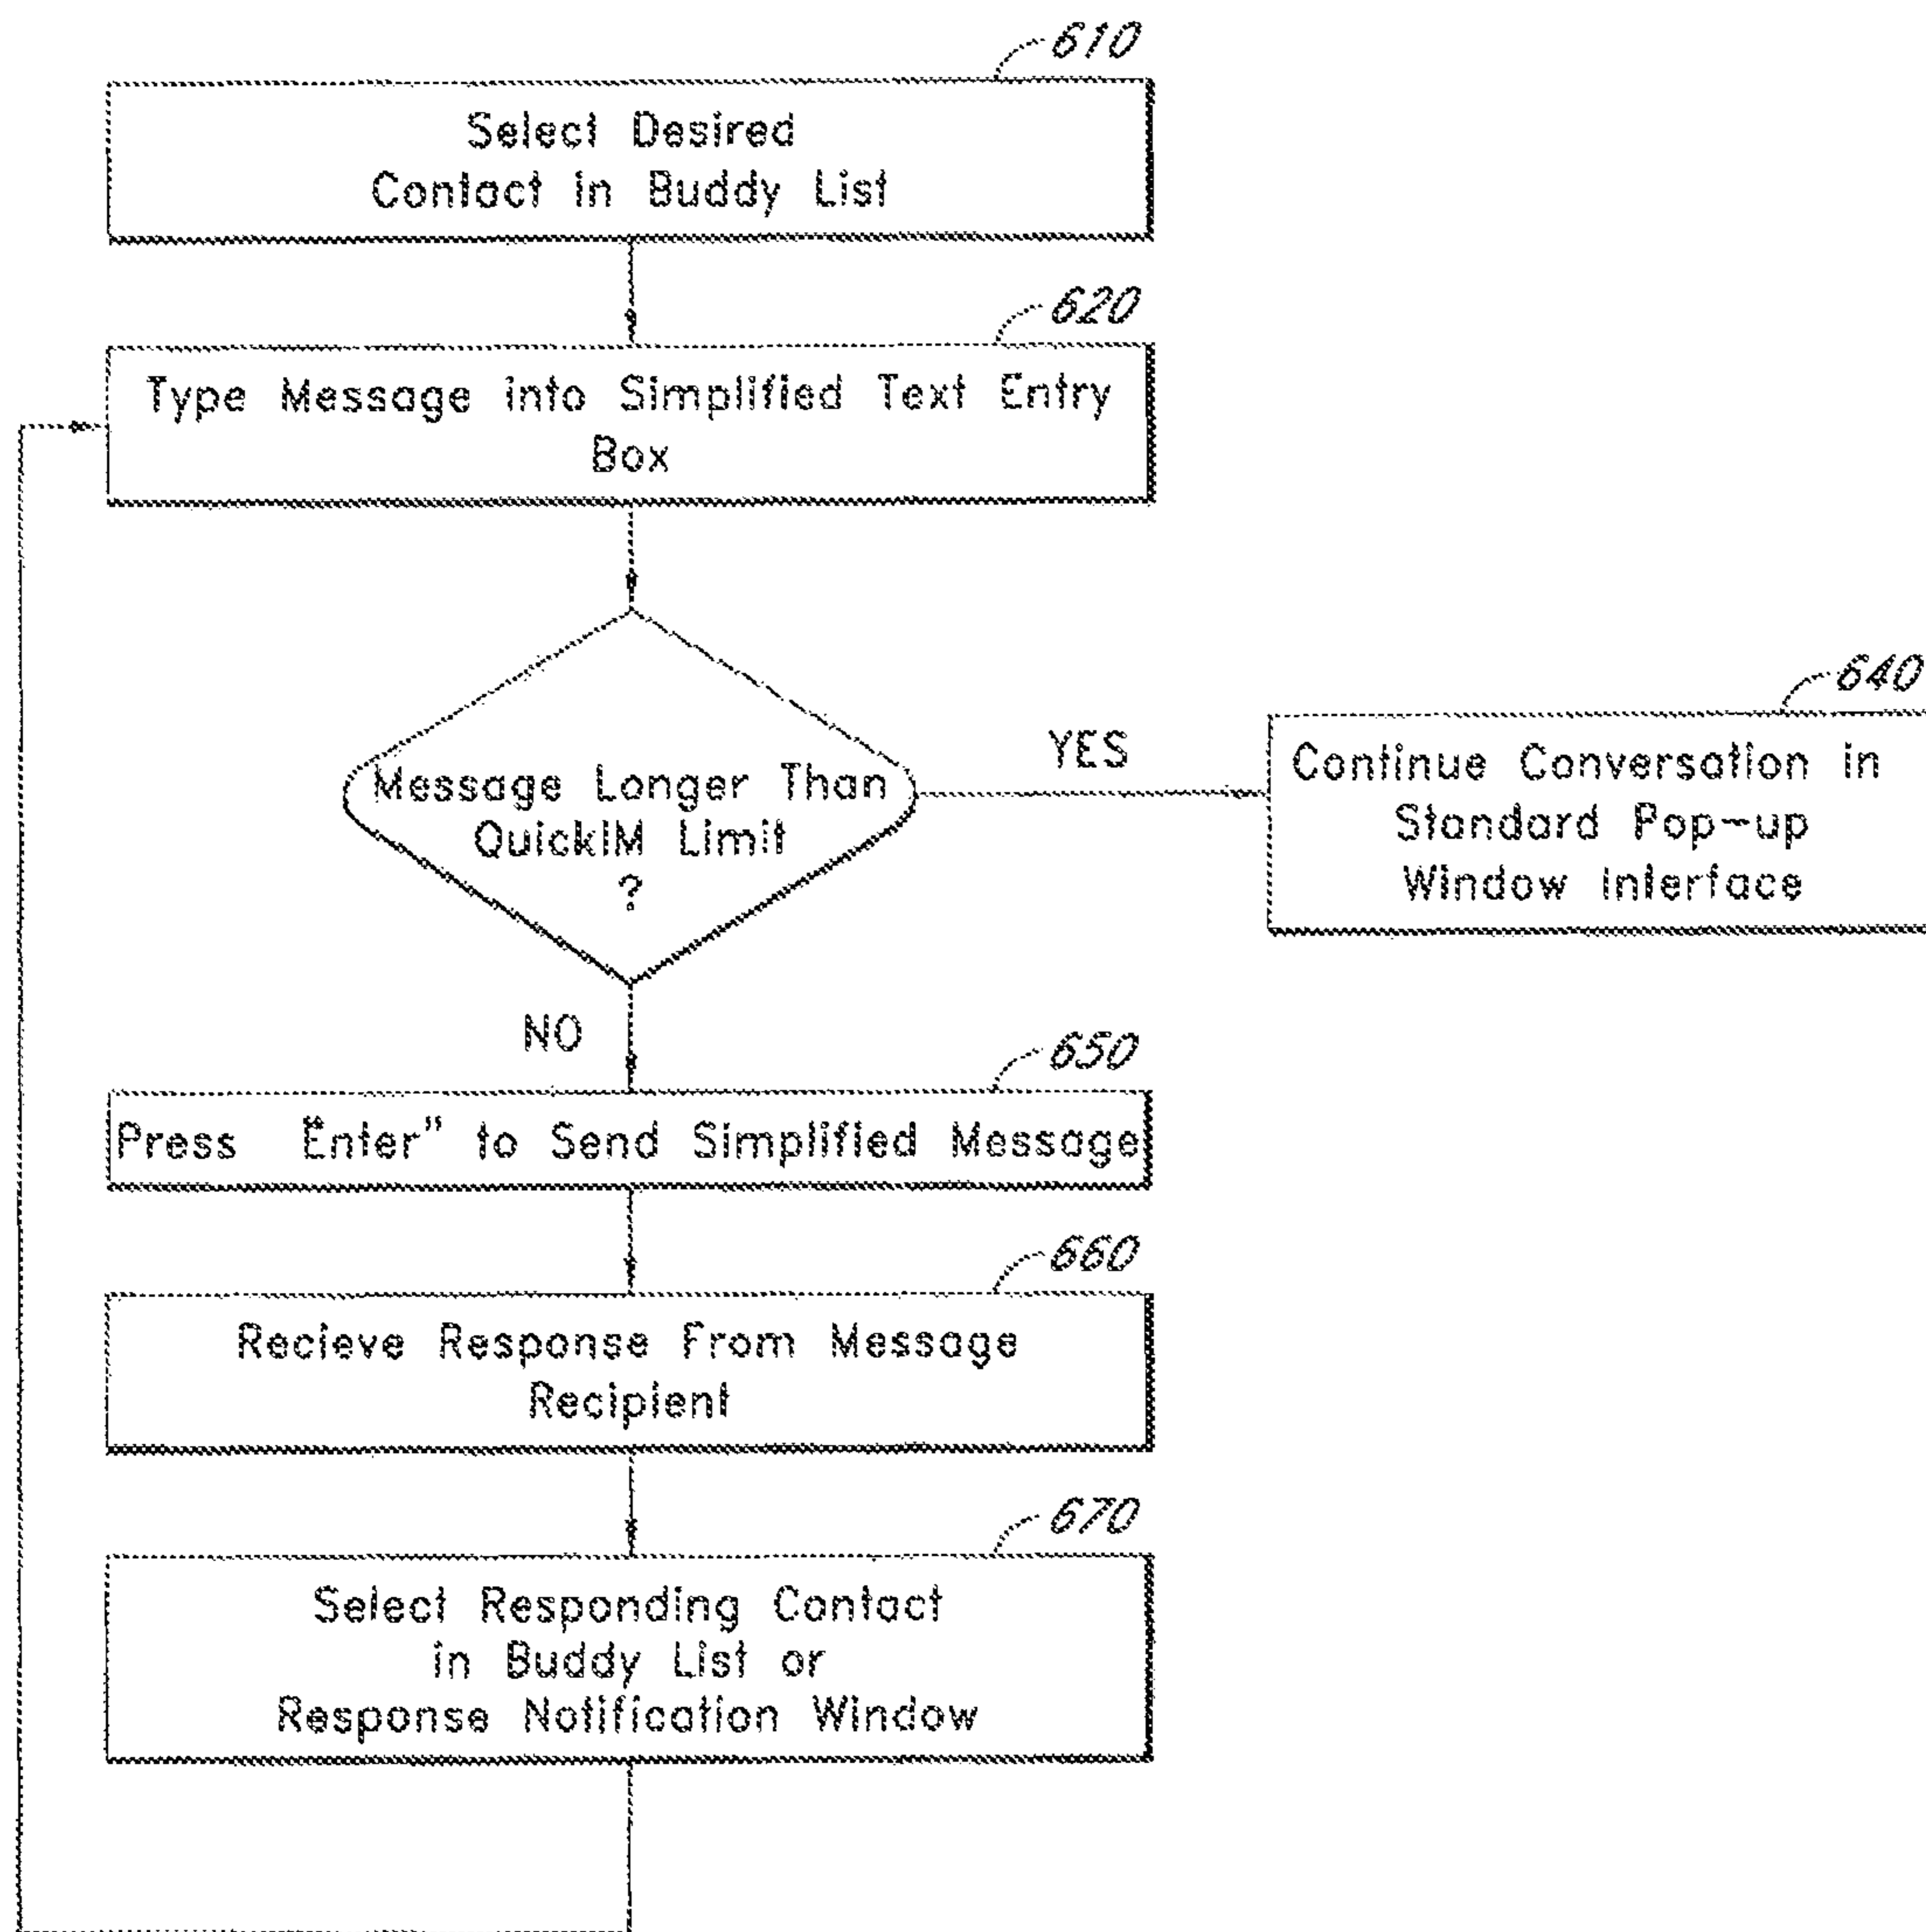 610
Select Desired
Contact in Buddy List
620
Type Message into Simplified Text Entry
Box
Message Longer Than
QuickIM Limit
?
YES
640
Continue Conversation in
Standard Pop-up
Window Interface
NO
650
Press "Enter" to Send Simplified Message
660
Recieve Response From Message
Recipient
670
Select Responding Contact
in Buddy List or
Response Notification Window